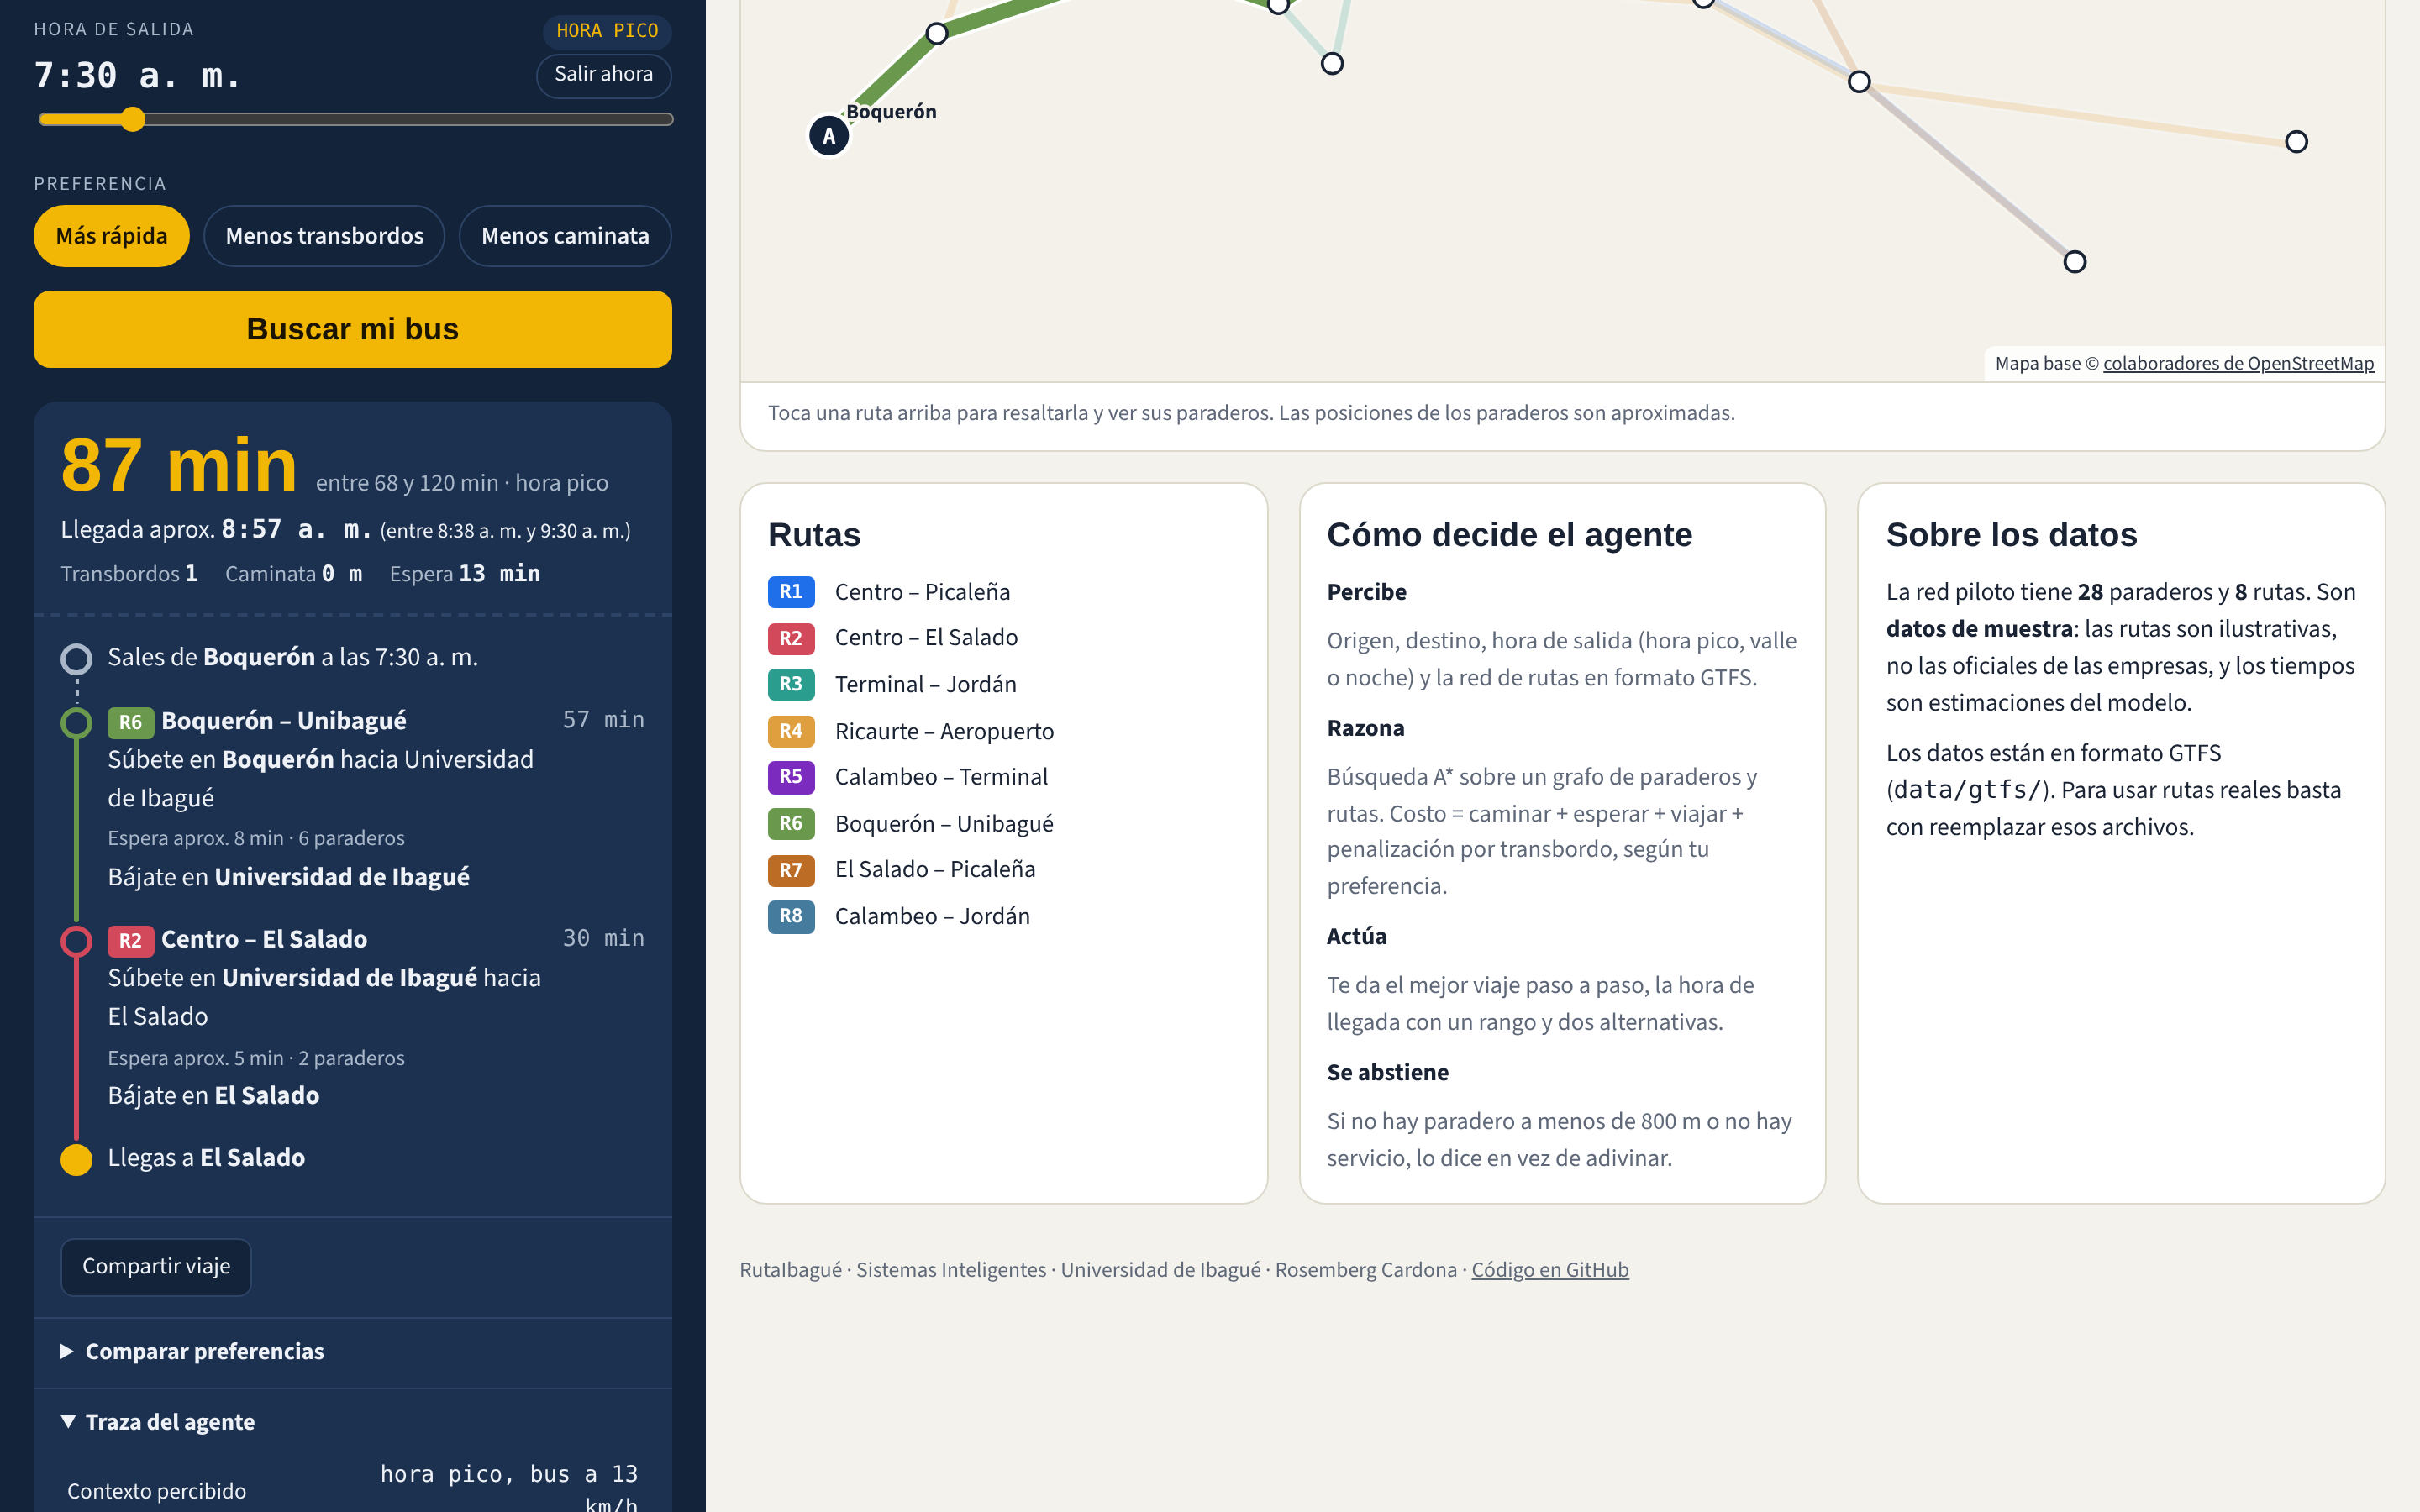 HORA DE SALIDA
HORA PICO
7:30 a. m.
Salir ahora
PREFERENCIA
Más rápida
Menos transbordos
Menos caminata
Buscar mi bus
87 min entre 68 y 120 min · hora pico
Llegada aprox. 8:57 a. m. (entre 8:38 a. m. y 9:30 a. m.)
Transbordos 1 Caminata 0 m Espera 13 min
Sales de Boquerón a las 7:30 a. m.
R6 Boquerón – Unibagué 57 min
Súbete en Boquerón hacia Universidad
de Ibagué
Espera aprox. 8 min · 6 paraderos
Bájate en Universidad de Ibagué
R2 Centro – El Salado 30 min
Súbete en Universidad de Ibagué hacia
El Salado
Espera aprox. 5 min · 2 paraderos
Bájate en El Salado
Llegas a El Salado
Compartir viaje
Comparar preferencias
Traza del agente
Contexto percibido
hora pico, bus a 13
km/h
Boquerón
A
Mapa base © colaboradores de OpenStreetMap
Toca una ruta arriba para resaltarla y ver sus paraderos. Las posiciones de los paraderos son aproximadas.
Rutas
R1 Centro – Picaleña
R2 Centro – El Salado
R3 Terminal – Jordán
R4 Ricaurte – Aeropuerto
R5 Calambeo – Terminal
R6 Boquerón – Unibagué
R7 El Salado – Picaleña
R8 Calambeo – Jordán
Cómo decide el agente
Percibe
Origen, destino, hora de salida (hora pico, valle
o noche) y la red de rutas en formato GTFS.
Razona
Búsqueda A* sobre un grafo de paraderos y
rutas. Costo = caminar + esperar + viajar +
penalización por transbordo, según tu
preferencia.
Actúa
Te da el mejor viaje paso a paso, la hora de
llegada con un rango y dos alternativas.
Se abstiene
Si no hay paradero a menos de 800 m o no hay
servicio, lo dice en vez de adivinar.
Sobre los datos
La red piloto tiene 28 paraderos y 8 rutas. Son
datos de muestra: las rutas son ilustrativas,
no las oficiales de las empresas, y los tiempos
son estimaciones del modelo.
Los datos están en formato GTFS
(data/gtfs/). Para usar rutas reales basta
con reemplazar esos archivos.
RutaIbagué · Sistemas Inteligentes · Universidad de Ibagué · Rosemberg Cardona · Código en GitHub